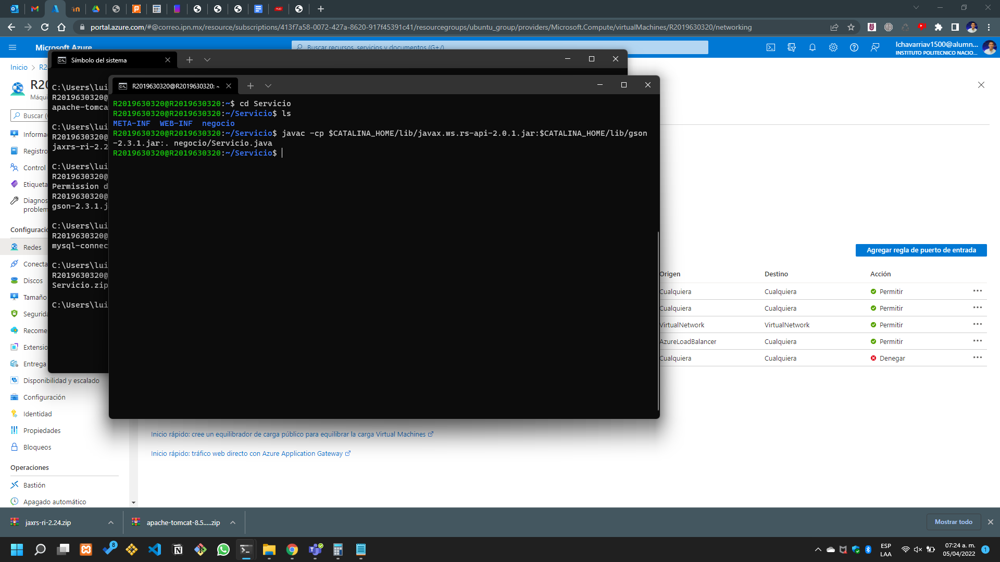 portal.azure.com/#@correo.ipn.mx/resource/subscriptions/413f7a58-0072-427a-8620-917f45391c41/resourcegroups/ubuntu_group/providers/Microsoft.Compute/virtualMachines/R2019630320/networking
Microsoft Azure
Buscar recursos, servicios y documentos (G+/)
lchavarriav1500@alumn...
INSTITUTO POLITECNICO NACIO...
Inicio > R2
R20
Máqui
Buscar (
Informa
Registro
Control
Etiqueta
Diagnos
problem
Configuració
Redes
Conecta
Discos
Tamaño
Segurida
Recome
Extensio
Entrega
Disponibilidad y escalado
Configuración
Identidad
Propiedades
Bloqueos
Operaciones
Bastión
Apagado automático
Símbolo del sistema
C:\Users\lui
R2019630320@
apache-tomca
C:\Users\lui
R2019630320@
jaxrs-ri-2.2
C:\Users\lui
R2019630320@
Permission d
R2019630320@
gson-2.3.1.j
C:\Users\lui
R2019630320@
mysql-connec
C:\Users\lui
R2019630320@
Servicio.zip
C:\Users\lui
R2019630320@R2019630320: ~
R2019630320@R2019630320:~$ cd Servicio
R2019630320@R2019630320:~/Servicio$ ls
META-INF WEB-INF negocio
R2019630320@R2019630320:~/Servicio$ javac -cp $CATALINA_HOME/lib/javax.ws.rs-api-2.0.1.jar:$CATALINA_HOME/lib/gson
-2.3.1.jar:. negocio/Servicio.java
R2019630320@R2019630320:~/Servicio$
Agregar regla de puerto de entrada
Origen Destino Acción
Cualquiera Cualquiera Permitir
Cualquiera Cualquiera Permitir
VirtualNetwork VirtualNetwork Permitir
AzureLoadBalancer Cualquiera Permitir
Cualquiera Cualquiera Denegar
Inicio rápido: cree un equilibrador de carga público para equilibrar la carga Virtual Machines
Inicio rápido: tráfico web directo con Azure Application Gateway
jaxrs-ri-2.24.zip
apache-tomcat-8.5.....zip
Mostrar todo
8
ESP
LAA
07:24 a. m.
05/04/2022
1